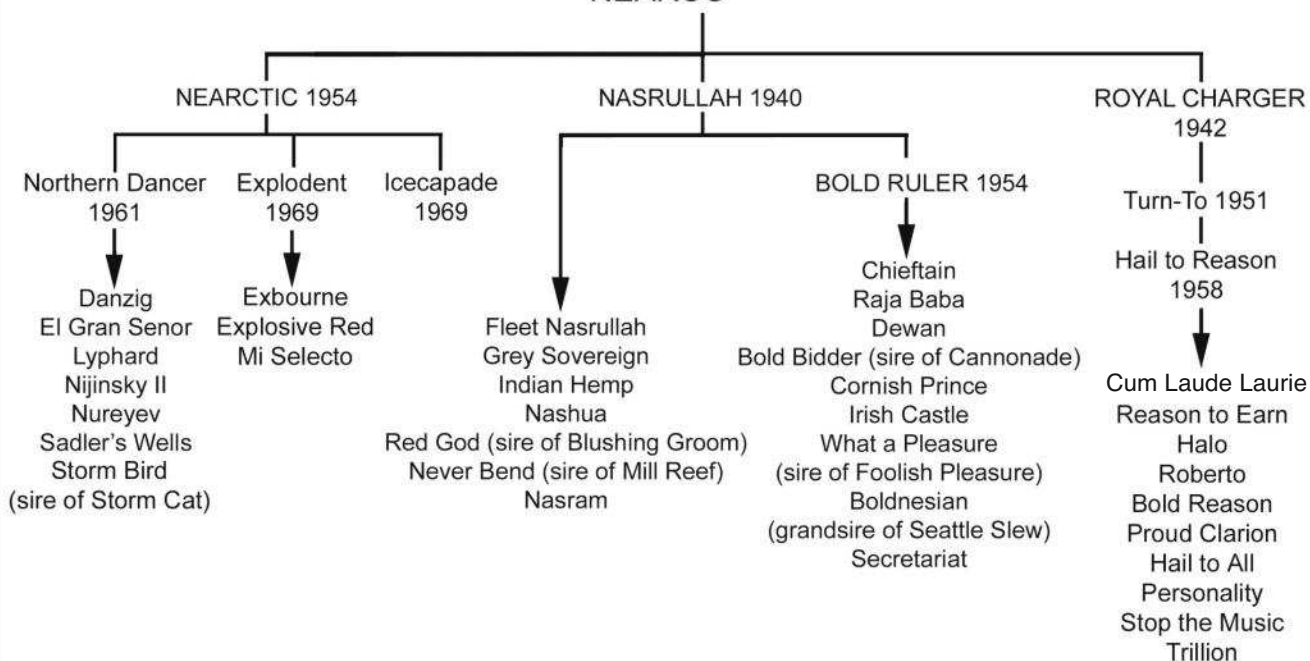 NEARCTIC 1954
Northern Dancer
1961
Danzig
El Gran Senor
Lyphard
Nijinsky II
Nureyev
Sadler's Wells
Storm Bird
(sire of Storm Cat)
Explodent
1969
Exbourne
Explosive Red
Mi Selecto
Icecapade
1969
NASRULLAH 1940
Fleet Nasrullah
Grey Sovereign
Indian Hemp
Nashua
Red God (sire of Blushing Groom)
Never Bend (sire of Mill Reef)
Nasram
BOLD RULER 1954
Chieftain
Raja Baba
Dewan
Bold Bidder (sire of Cannonade)
Cornish Prince
Irish Castle
What a Pleasure
(sire of Foolish Pleasure)
Boldnesian
(grandsire of Seattle Slew)
Secretariat
ROYAL CHARGER
1942
Turn-To 1951
Hail to Reason
1958
Cum Laude Laurie
Reason to Earn
Halo
Roberto
Bold Reason
Proud Clarion
Hail to All
Personality
Stop the Music
Trillion